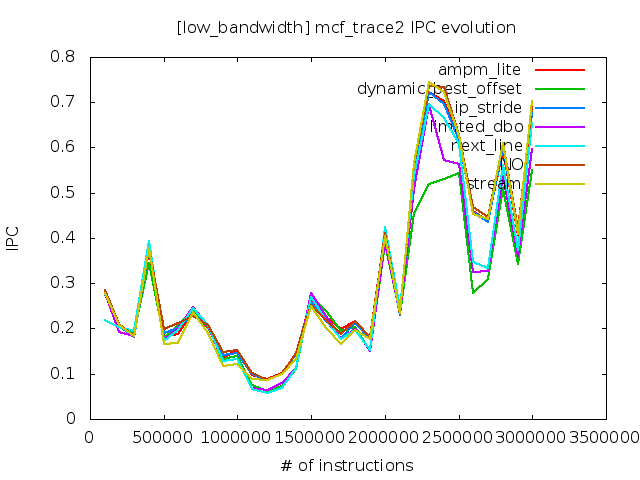 [low_bandwidth] mcf_trace2 IPC evolution
0.8
0.7
0.6
0.5
0.4
0.3
0.2
0.1
0
IPC
ampm_lite
dynamic_best_offset
ip_stride
limited_dbo
next_line
stream
0 500000 1000000 1500000 2000000 2500000 3000000 3500000
# of instructions